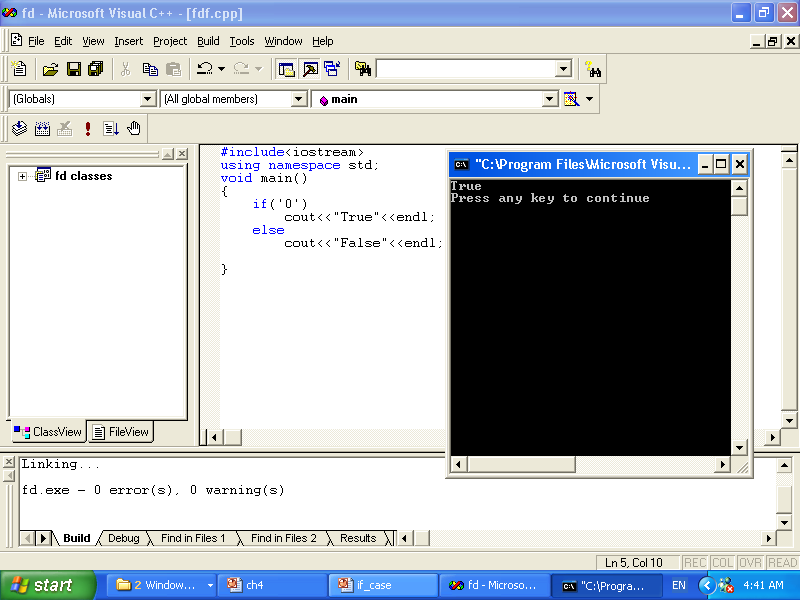 fd - Microsoft Visual C++ - [fdf.cpp]
File Edit View Insert Project Build Tools Window Help
(Globals) (All global members) main
fd classes
#include<iostream>
using namespace std;
void main()
{
if('0')
cout<<"True"<<endl;
else
cout<<"False"<<endl;
}
"C:\Program Files\Microsoft Visu...
True
Press any key to continue
ClassView FileView
Linking...
fd.exe - 0 error(s), 0 warning(s)
Build Debug Find in Files 1 Find in Files 2 Results
Ln 5, Col 10 REC COL OVR READ
start 2 Window... ch4 if_case fd - Microso... "C:\Progra... EN 4:41 AM